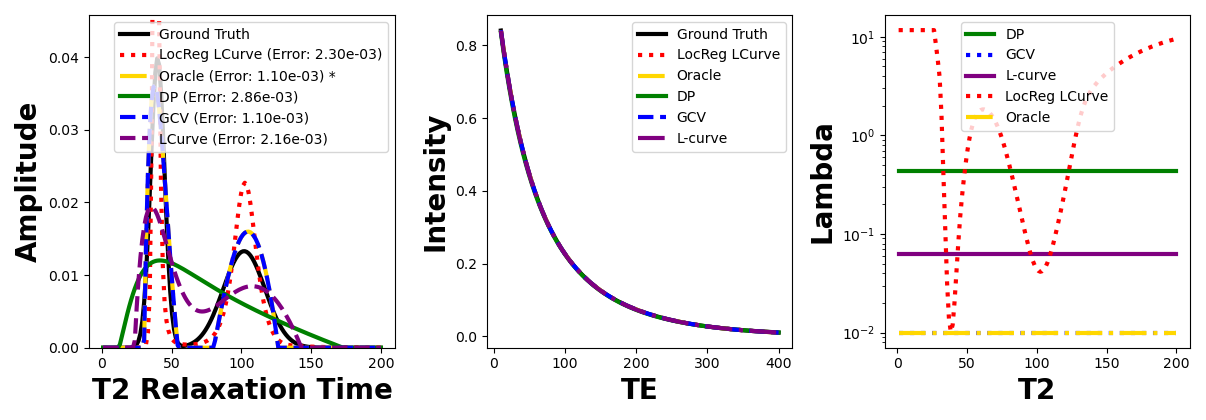 Amplitude
0.04
0.03
0.02
0.01
0.00
Ground Truth
LocReg LCurve (Error: 2.30e-03)
Oracle (Error: 1.10e-03) *
DP (Error: 2.86e-03)
GCV (Error: 1.10e-03)
LCurve (Error: 2.16e-03)
0 50 100 150 200
T2 Relaxation Time
Intensity
0.8
0.6
0.4
0.2
0.0
Ground Truth
LocReg LCurve
Oracle
DP
GCV
L-curve
0 100 200 300 400
TE
Lambda
10¹
10⁰
10⁻¹
10⁻²
DP
GCV
L-curve
LocReg LCurve
Oracle
0 50 100 150 200
T2